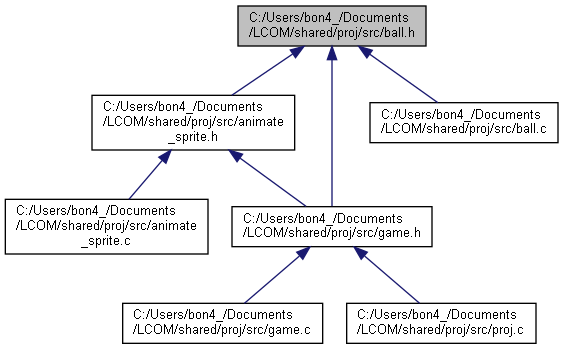 C:/Users/bon4_/Documents
/LCOM/shared/proj/src/ball.h
C:/Users/bon4_/Documents
/LCOM/shared/proj/src/animate
_sprite.h
C:/Users/bon4_/Documents
/LCOM/shared/proj/src/ball.c
C:/Users/bon4_/Documents
/LCOM/shared/proj/src/animate
_sprite.c
C:/Users/bon4_/Documents
/LCOM/shared/proj/src/game.h
C:/Users/bon4_/Documents
/LCOM/shared/proj/src/game.c
C:/Users/bon4_/Documents
/LCOM/shared/proj/src/proj.c